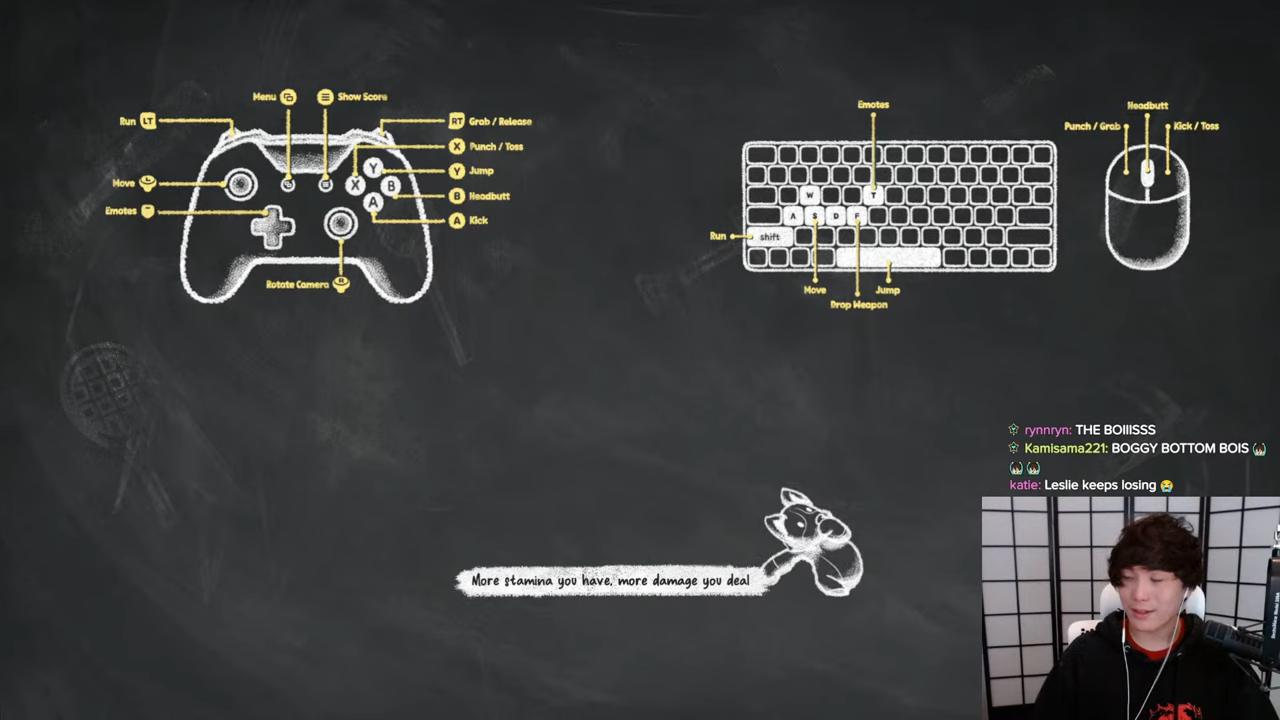 Menu
Show Score
Run LT
RT Grab / Release
X Punch / Toss
Y
Y Jump
X
B
Move
B Headbutt
A
Emotes
A Kick
Rotate Camera R
Emotes
W
T
A
S
D
F
Run
shift
Move
Jump
Drop Weapon
Headbutt
Punch / Grab
Kick / Toss
rynnryn: THE BOIIISSS
Kamisama221: BOGGY BOTTOM BOIS
katie: Leslie keeps losing 😭
More stamina you have, more damage you deal